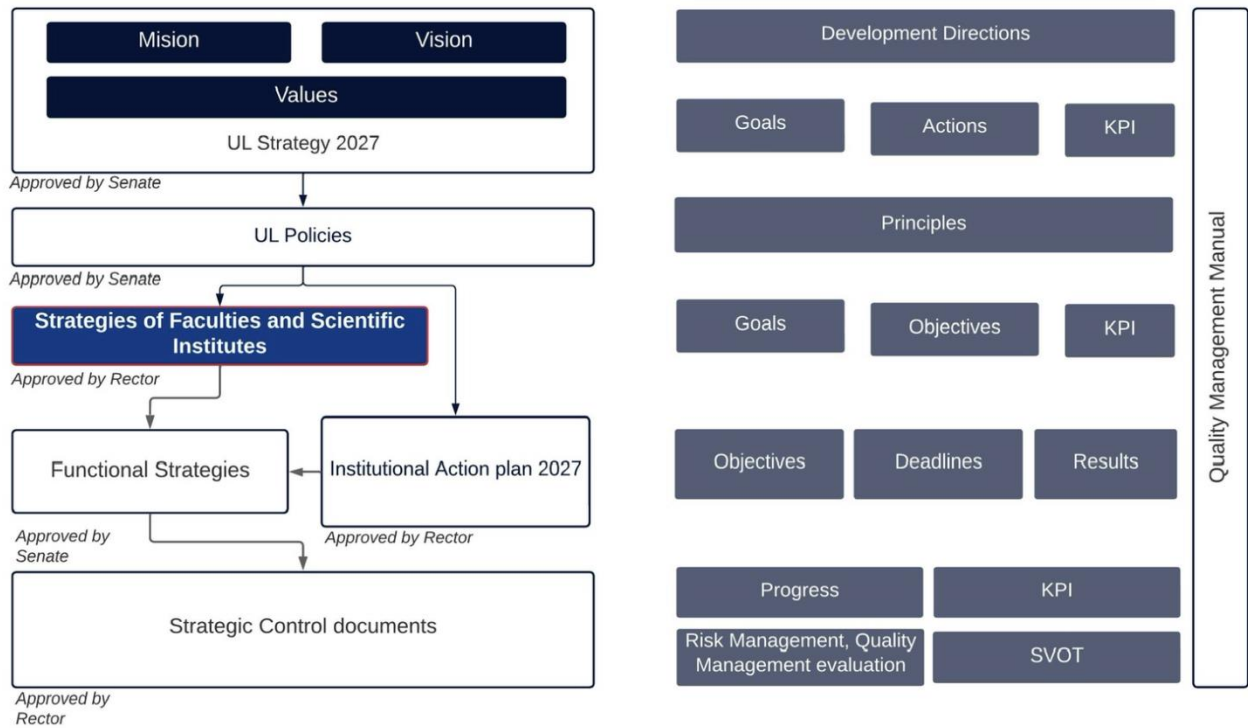 Mision
Vision
Values
UL Strategy 2027
Approved by Senate
UL Policies
Approved by Senate
Strategies of Faculties and Scientific
Institutes
Approved by Rector
Functional Strategies
Institutional Action plan 2027
Approved by
Senate
Approved by Rector
Strategic Control documents
Approved by
Rector
Development Directions
Goals
Actions
KPI
Principles
Goals
Objectives
KPI
Objectives
Deadlines
Results
Progress
KPI
Risk Management, Quality
Management evaluation
SVOT
Quality Management Manual